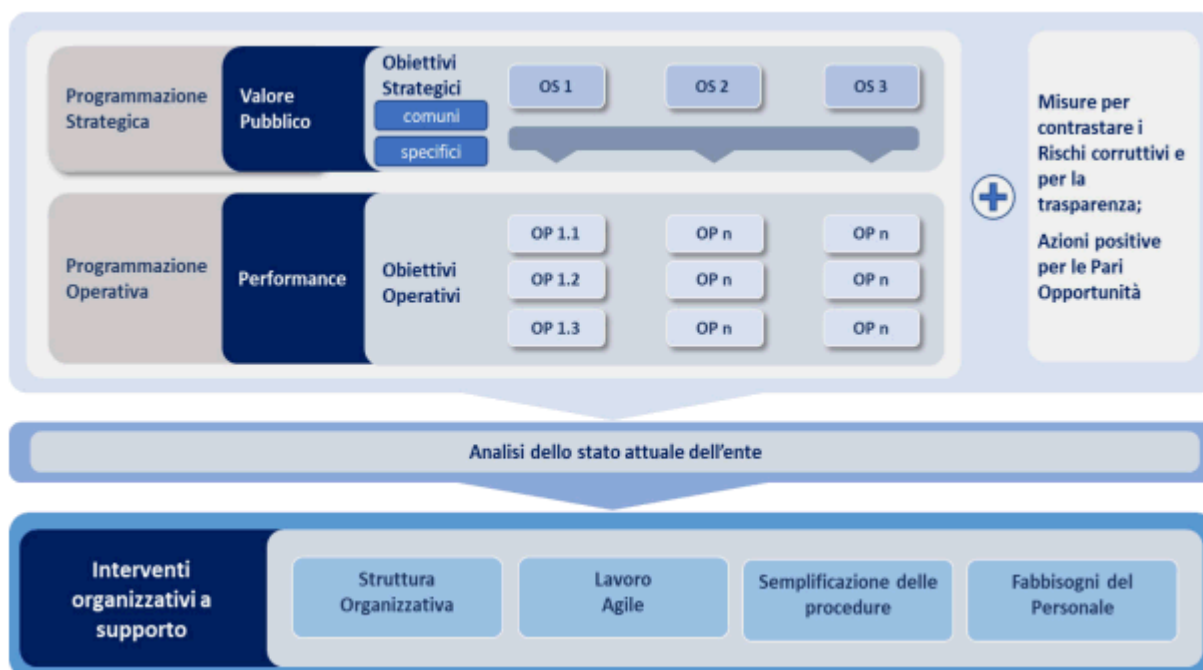 Programmazione
Strategica
Valore
Pubblico
Obiettivi
Strategici
comuni
specifici
OS 1
OS 2
OS 3
Programmazione
Operativa
Performance
Obiettivi
Operativi
OP 1.1
OP n
OP n
OP 1.2
OP n
OP n
OP 1.3
OP n
OP n
Misure per
contrastare i
Rischi corruttivi e
per la
trasparenza;
Azioni positive
per le Pari
Opportunità
Analisi dello stato attuale dell'ente
Interventi
organizzativi a
supporto
Struttura
Organizzativa
Lavoro
Agile
Semplificazione delle
procedure
Fabbisogni del
Personale